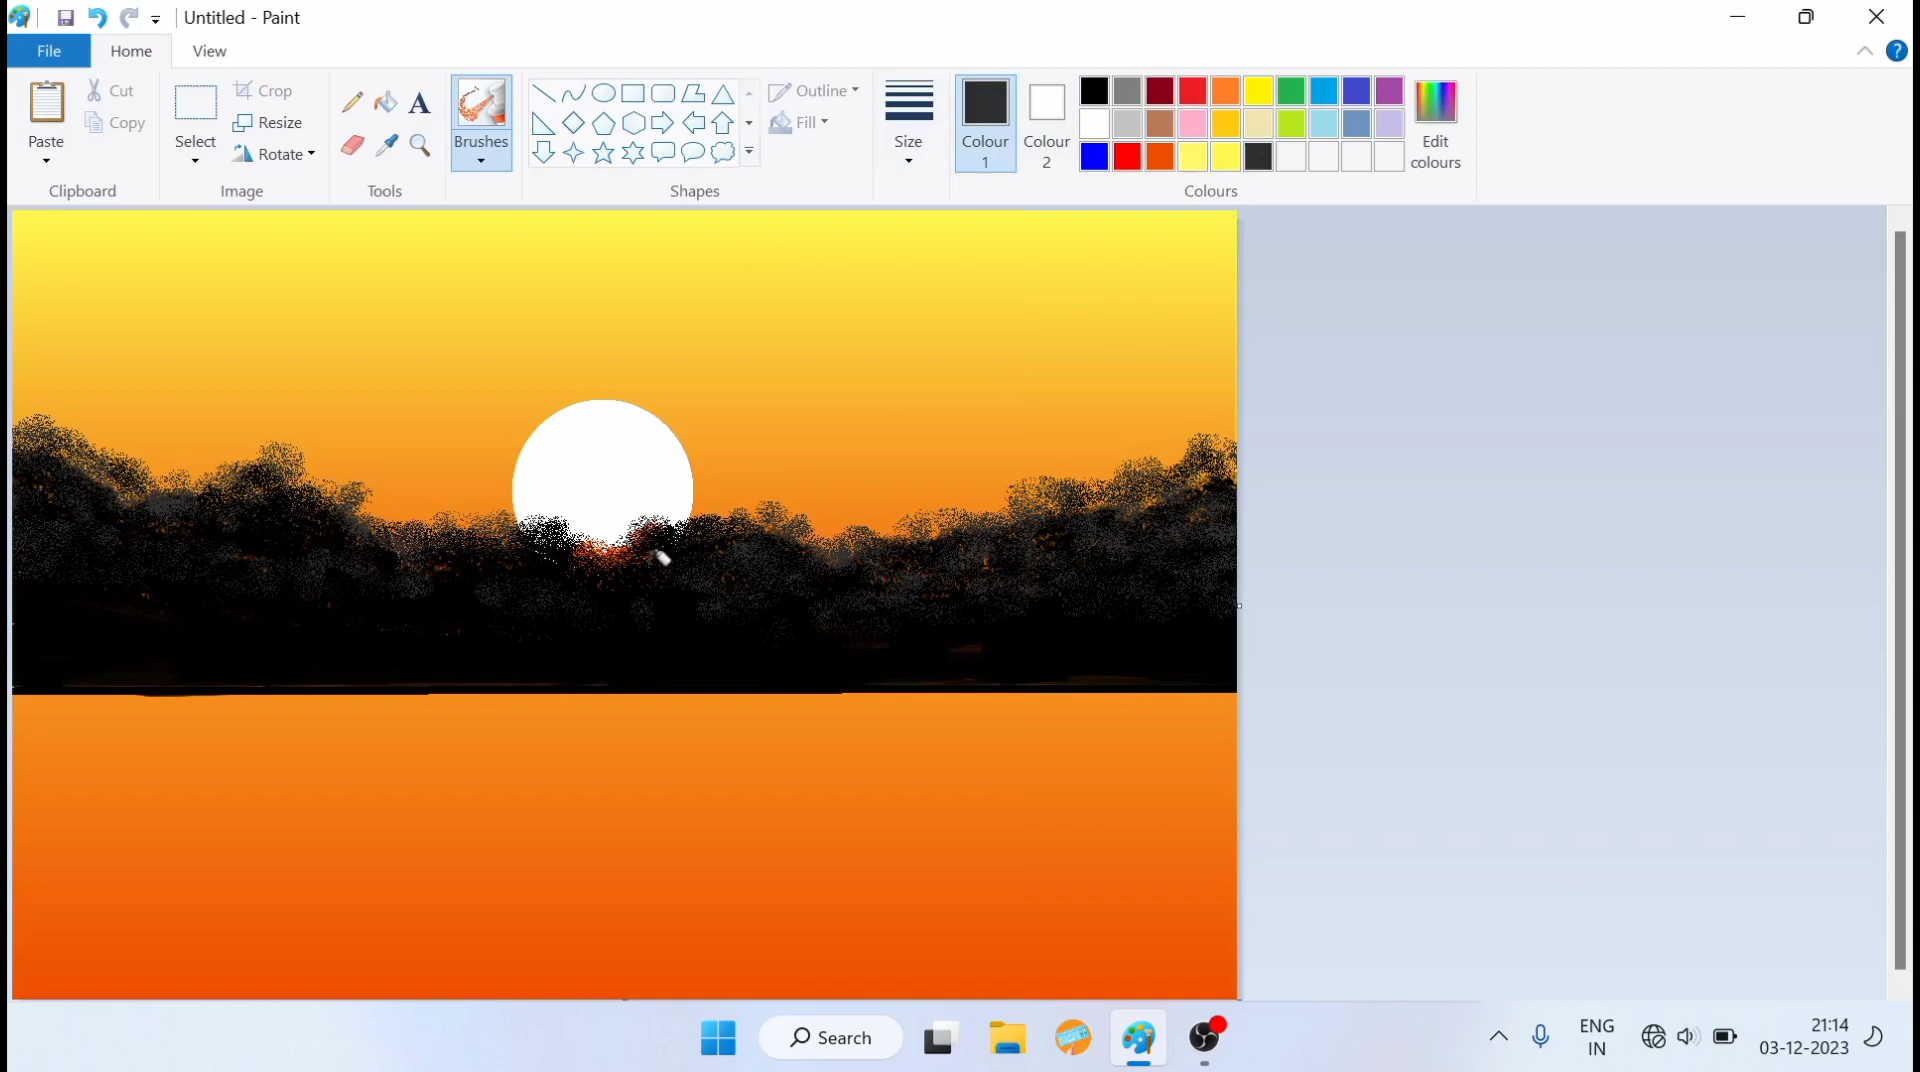 Untitled - Paint
File Home View
Paste
Cut
Copy
Clipboard
Select
Crop
Resize
Rotate
Image
A
Tools
Brushes
Shapes
Outline
Fill
Size
Colour
1
Colour
2
Edit
colours
Colours
?
Search
ENG
IN
21:14
03-12-2023